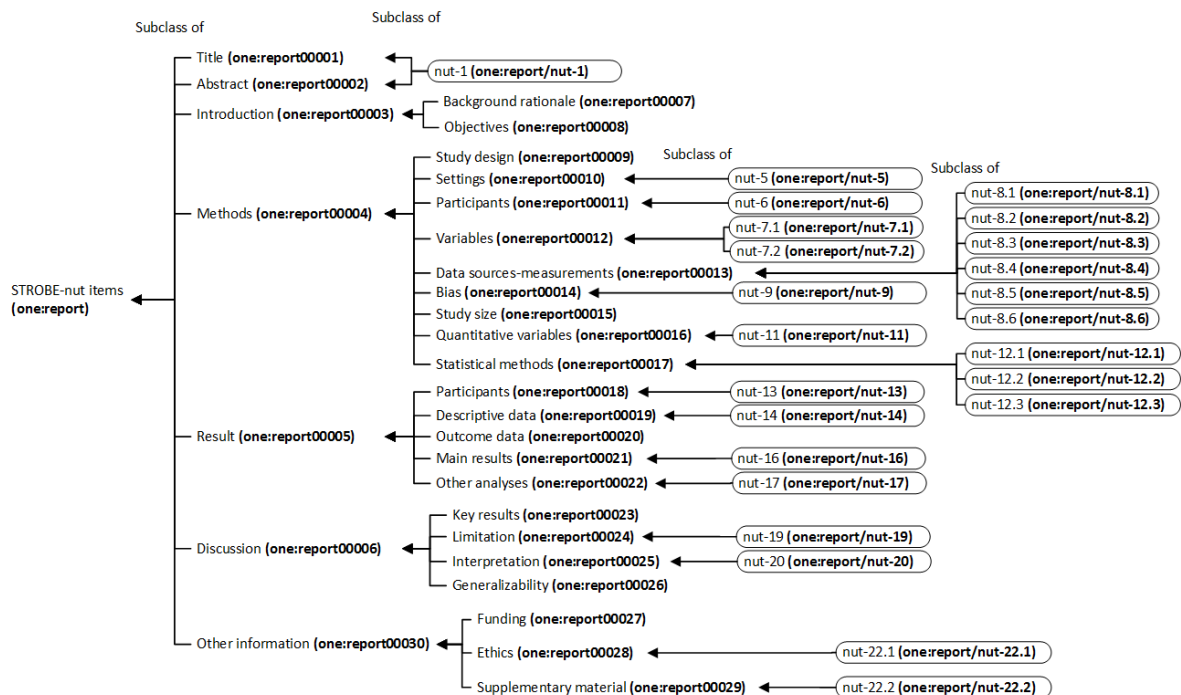 Subclass of
Subclass of
Title (one:report00001)
nut-1 (one:report/nut-1)
Abstract (one:report00002)
Introduction (one:report00003)
Background rationale (one:report00007)
Objectives (one:report00008)
Methods (one:report00004)
Subclass of
Subclass of
Study design (one:report00009)
Settings (one:report00010)
nut-5 (one:report/nut-5)
Participants (one:report00011)
nut-6 (one:report/nut-6)
Variables (one:report00012)
nut-7.1 (one:report/nut-7.1)
nut-7.2 (one:report/nut-7.2)
Data sources-measurements (one:report00013)
nut-8.1 (one:report/nut-8.1)
nut-8.2 (one:report/nut-8.2)
nut-8.3 (one:report/nut-8.3)
nut-8.4 (one:report/nut-8.4)
nut-8.5 (one:report/nut-8.5)
nut-8.6 (one:report/nut-8.6)
STROBE-nut items
(one:report)
Bias (one:report00014)
nut-9 (one:report/nut-9)
Study size (one:report00015)
Quantitative variables (one:report00016)
nut-11 (one:report/nut-11)
Statistical methods (one:report00017)
nut-12.1 (one:report/nut-12.1)
nut-12.2 (one:report/nut-12.2)
nut-12.3 (one:report/nut-12.3)
Result (one:report00005)
Participants (one:report00018)
nut-13 (one:report/nut-13)
Descriptive data (one:report00019)
nut-14 (one:report/nut-14)
Outcome data (one:report00020)
Main results (one:report00021)
nut-16 (one:report/nut-16)
Other analyses (one:report00022)
nut-17 (one:report/nut-17)
Discussion (one:report00006)
Key results (one:report00023)
Limitation (one:report00024)
nut-19 (one:report/nut-19)
Interpretation (one:report00025)
nut-20 (one:report/nut-20)
Generalizability (one:report00026)
Other information (one:report00030)
Funding (one:report00027)
Ethics (one:report00028)
nut-22.1 (one:report/nut-22.1)
Supplementary material (one:report00029)
nut-22.2 (one:report/nut-22.2)